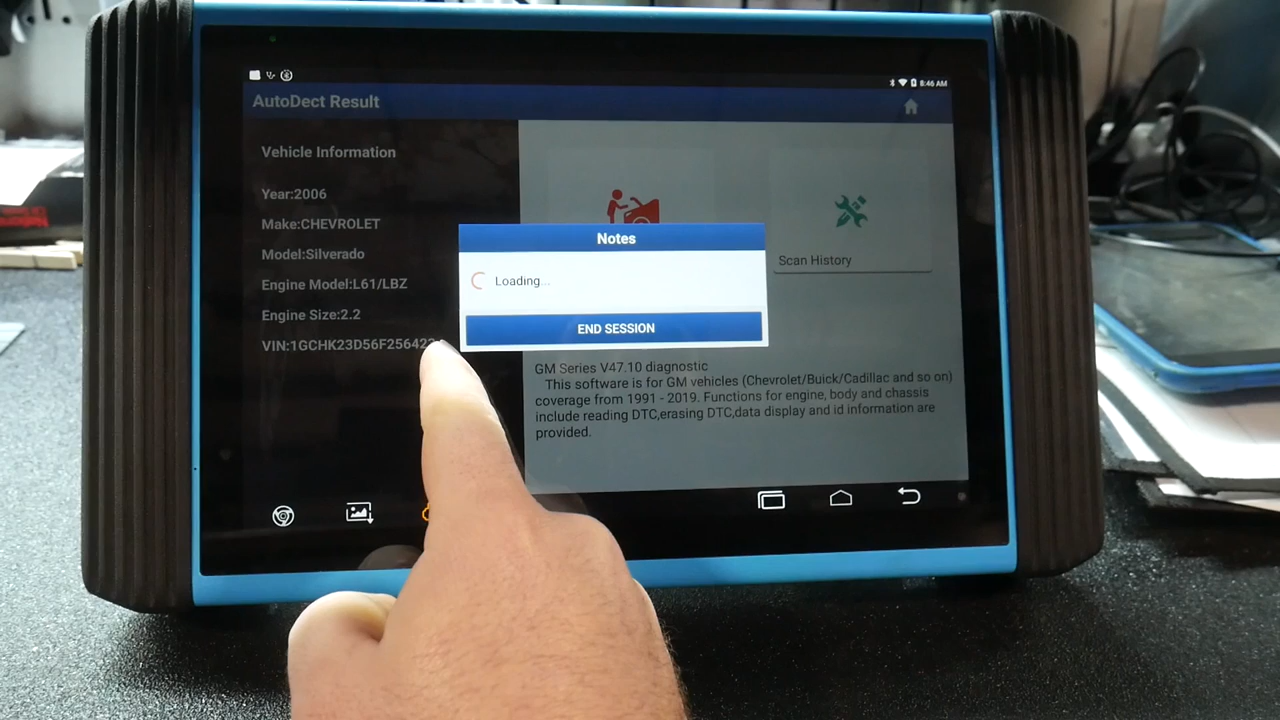 8:46 AM
AutoDect Result
Vehicle Information
Year:2006
Make:CHEVROLET
Model:Silverado
Engine Model:L61/LBZ
Engine Size:2.2
VIN:1GCHK23D56F256423
Notes
Loading...
END SESSION
Scan History
GM Series V47.10 diagnostic
This software is for GM vehicles (Chevrolet/Buick/Cadillac and so on)
coverage from 1991 - 2019. Functions for engine, body and chassis
include reading DTC,erasing DTC,data display and id information are
provided.